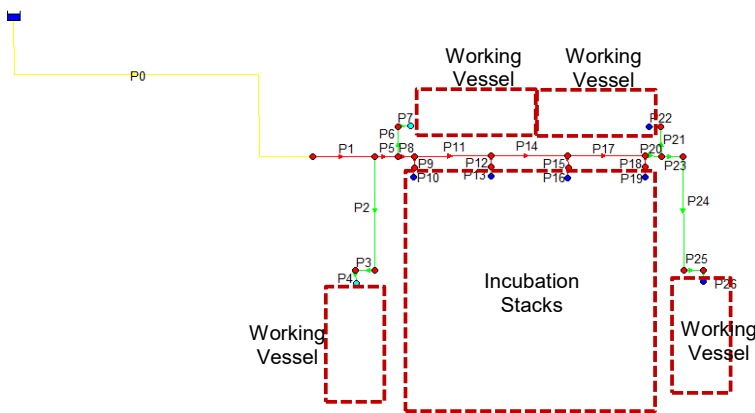 Working
Vessel
Working
Vessel
P0
P7
P6
P22
P21
P1
P5
P8
P11
P14
P17
P20
P23
P9
P10
P12
P13
P15
P16
P18
P19
P2
P24
P3
P4
P25
P26
Incubation
Stacks
Working
Vessel
Working
Vessel